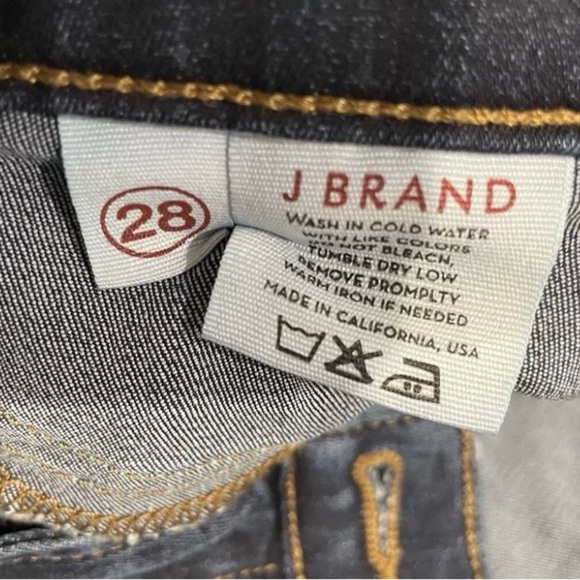 28
J BRAND
WASH IN COLD WATER
WITH LIKE COLORS
DO NOT BLEACH,
TUMBLE DRY LOW
REMOVE PROMPLTY
WARM IRON IF NEEDED
MADE IN CALIFORNIA, USA